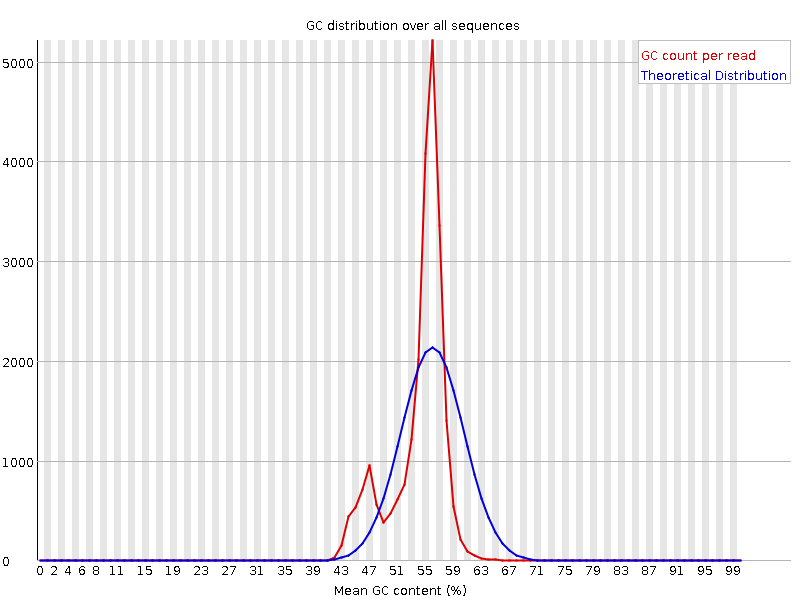 GC distribution over all sequences
GC count per read
Theoretical Distribution
5000
4000
3000
2000
1000
0
0 2 4 6 8 11 15 19 23 27 31 35 39 43 47 51 55 59 63 67 71 75 79 83 87 91 95 99
Mean GC content (%)